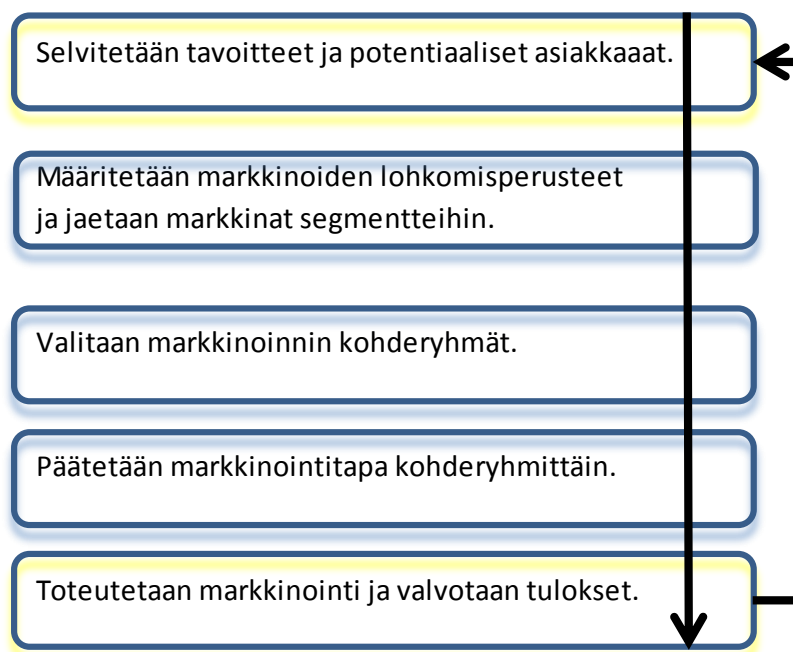 Selvitetään tavoitteet ja potentiaaliset asiakkaaat.
Määritetään markkinoiden lohkomisperusteet
ja jaetaan markkinat segmentteihin.
Valitaan markkinoinnin kohderyhmät.
Päätetään markkinointitapa kohderyhmittäin.
Toteutetaan markkinointi ja valvotaan tulokset.